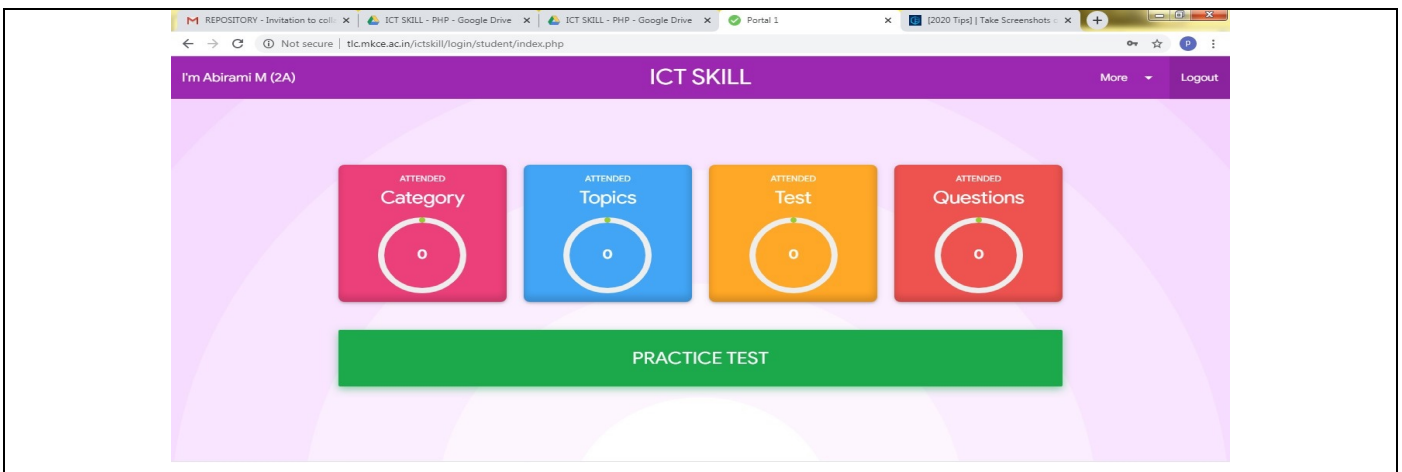 REPOSITORY - Invitation to colla
ICT SKILL - PHP - Google Drive
ICT SKILL - PHP - Google Drive
Portal 1
[2020 Tips] | Take Screenshots o
Not secure | tlc.mkce.ac.in/ictskill/login/student/index.php
P
I'm Abirami M (2A)
ICT SKILL
More
Logout
ATTENDED
Category
0
ATTENDED
Topics
0
ATTENDED
Test
0
ATTENDED
Questions
0
PRACTICE TEST